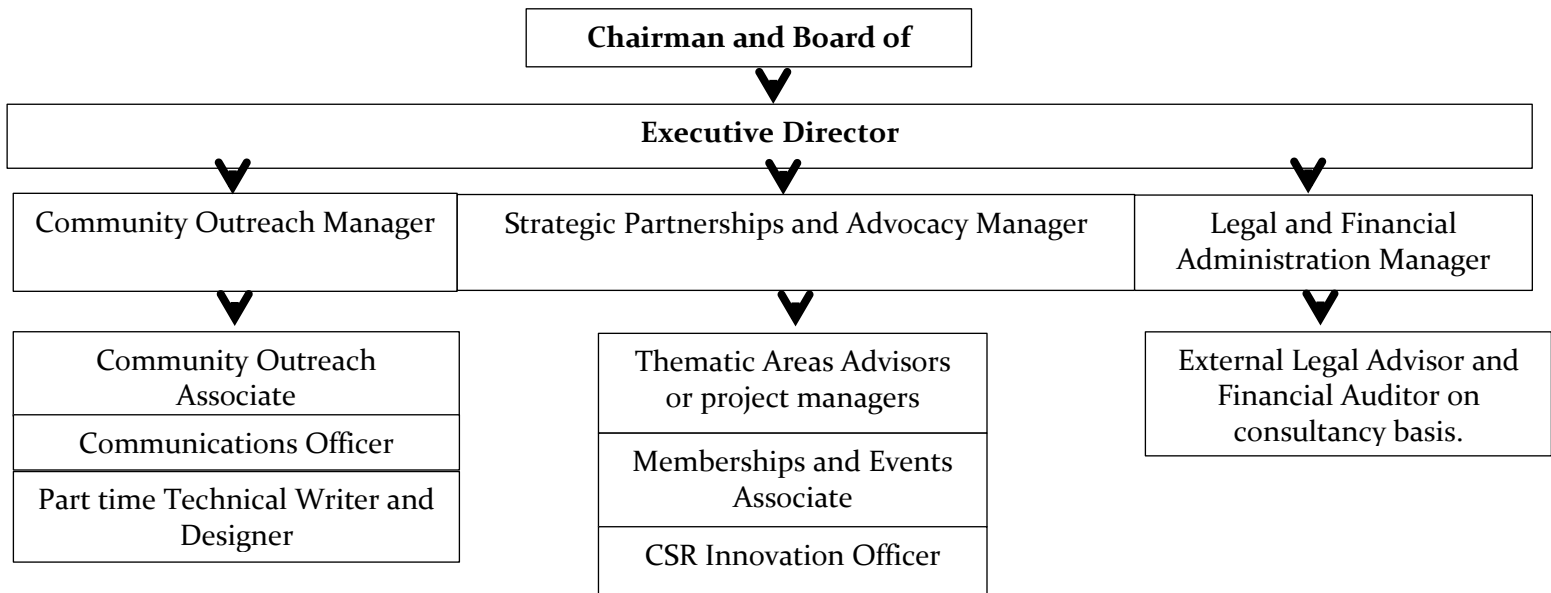 Chairman and Board of
Executive Director
Community Outreach Manager
Strategic Partnerships and Advocacy Manager
Legal and Financial
Administration Manager
Community Outreach
Associate
Communications Officer
Part time Technical Writer and
Designer
Thematic Areas Advisors
or project managers
Memberships and Events
Associate
CSR Innovation Officer
External Legal Advisor and
Financial Auditor on
consultancy basis.